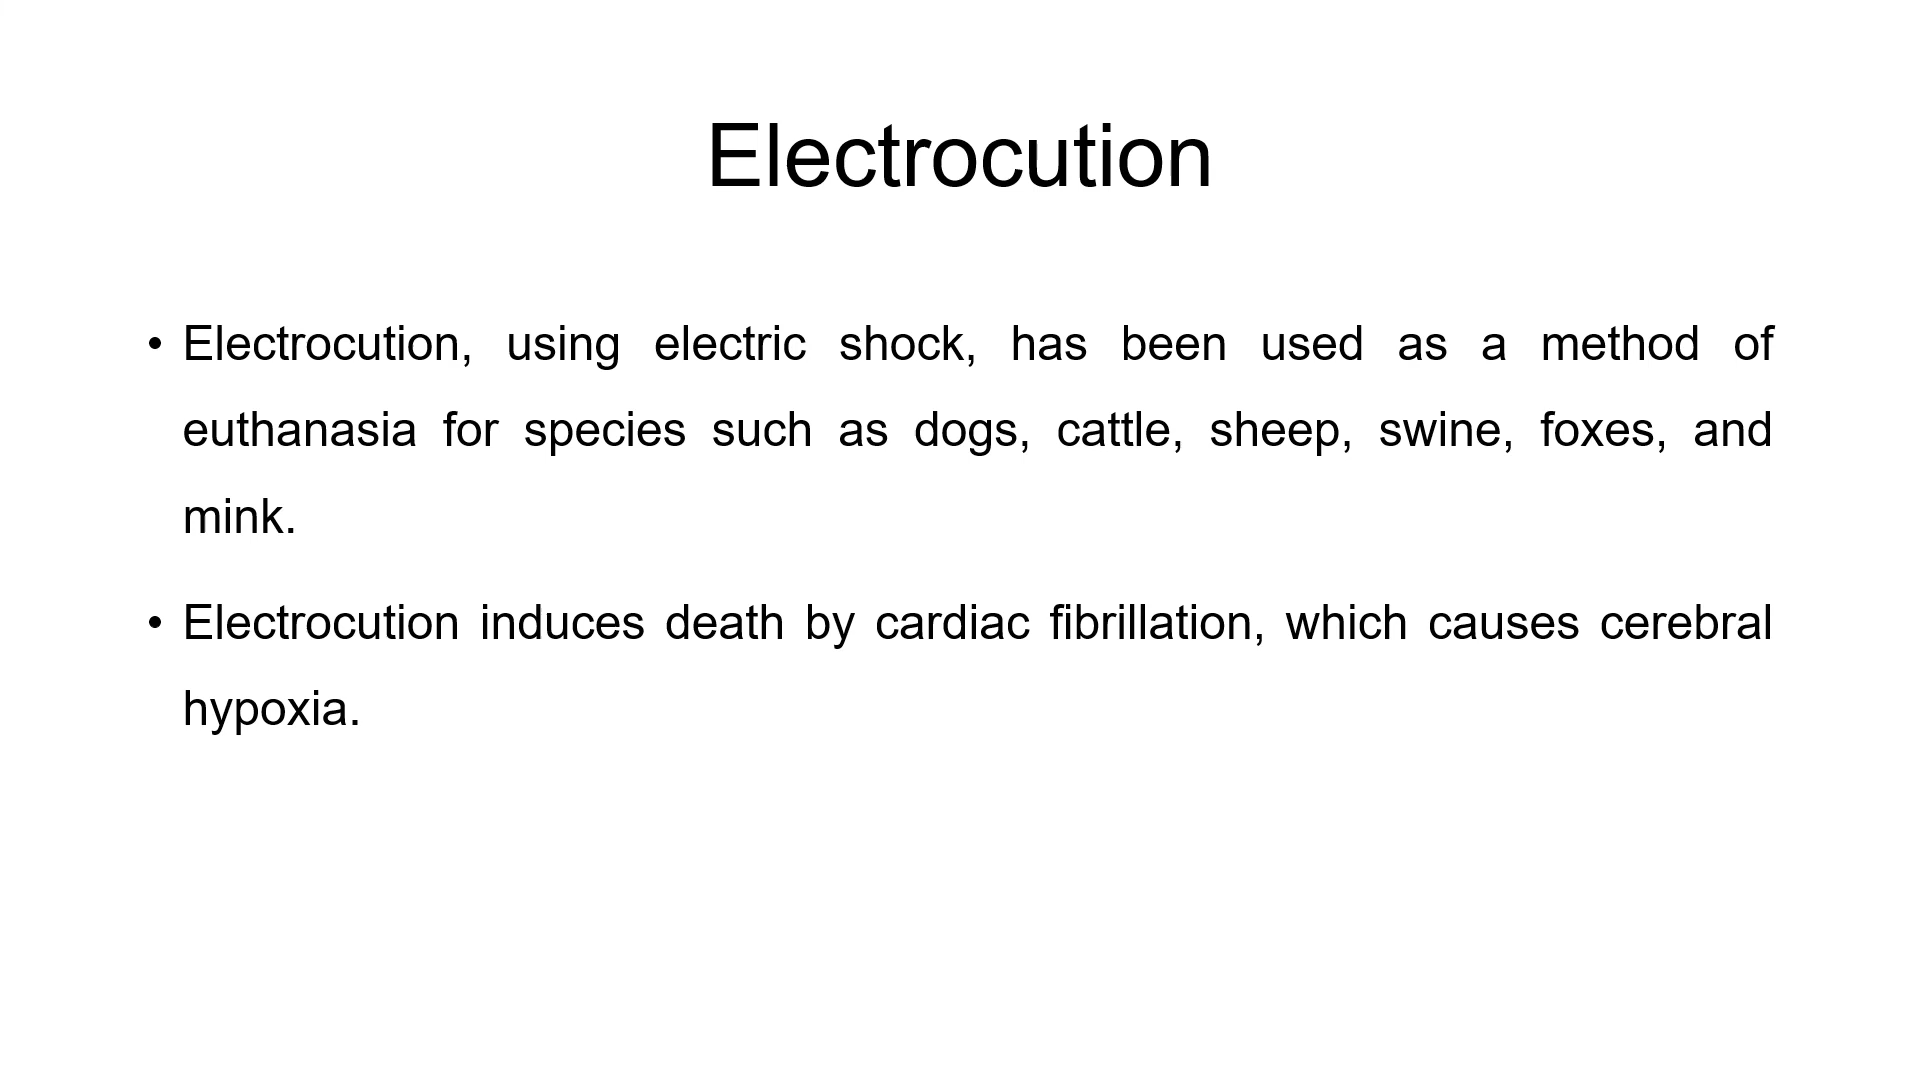 Electrocution
• Electrocution, using electric shock, has been used as a method of
euthanasia for species such as dogs, cattle, sheep, swine, foxes, and
mink.
• Electrocution induces death by cardiac fibrillation, which causes cerebral
hypoxia.